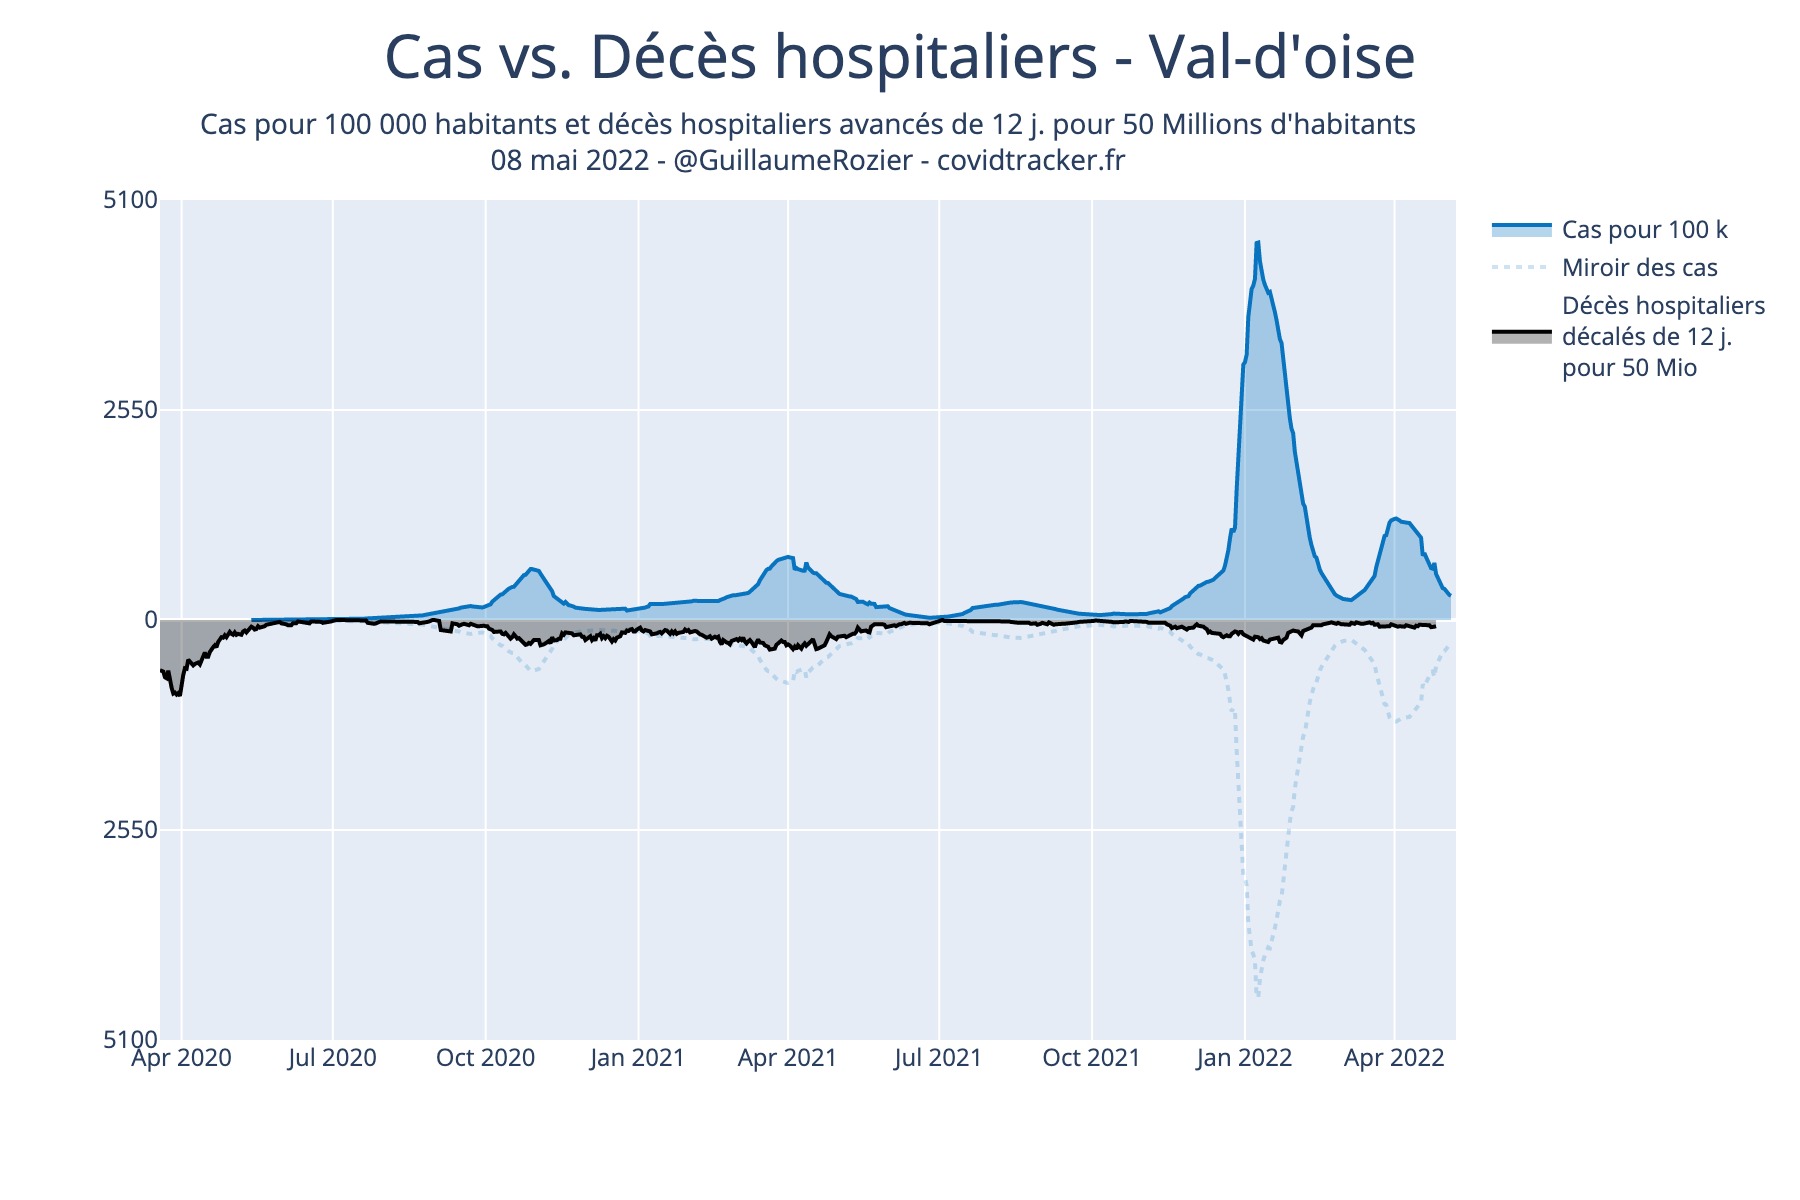 Cas vs. Décès hospitaliers - Val-d'oise
Cas pour 100 000 habitants et décès hospitaliers avancés de 12 j. pour 50 Millions d'habitants
08 mai 2022 - @GuillaumeRozier - covidtracker.fr
5100
2550
0
2550
5100
Apr 2020
Jul 2020
Oct 2020
Jan 2021
Apr 2021
Jul 2021
Oct 2021
Jan 2022
Apr 2022
Cas pour 100 k
Miroir des cas
Décès hospitaliers
décalés de 12 j.
pour 50 Mio